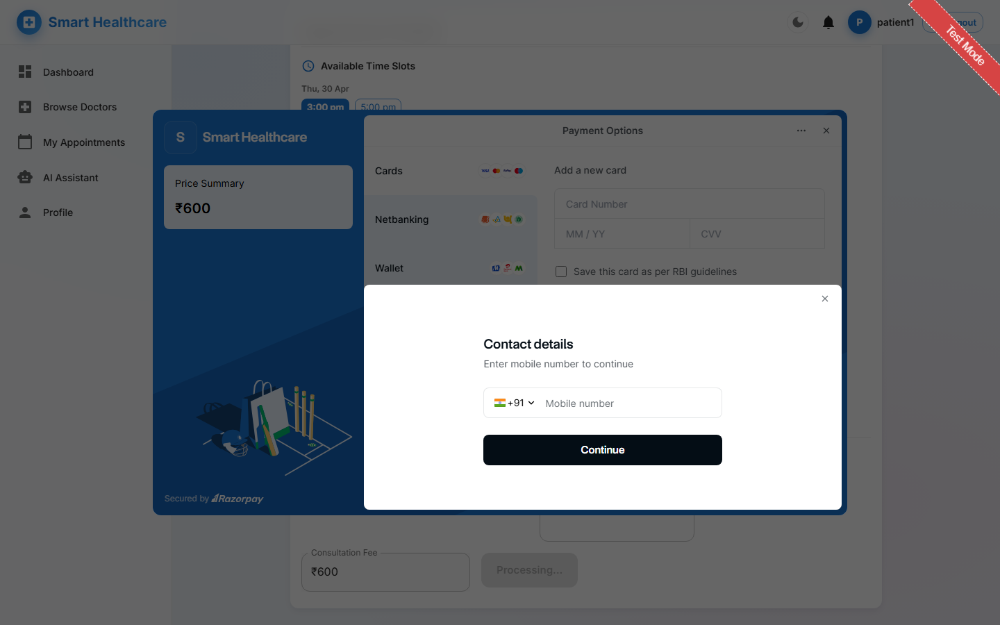 Smart Healthcare
P
patient1
Test Mode
Dashboard
Browse Doctors
My Appointments
AI Assistant
Profile
Available Time Slots
Thu, 30 Apr
3:00 pm
5:00 pm
S
Smart Healthcare
Price Summary
₹600
Secured by Razorpay
Payment Options
Cards
VISA
Netbanking
Wallet
Add a new card
Card Number
MM / YY
CVV
Save this card as per RBI guidelines
Contact details
Enter mobile number to continue
+91
Mobile number
Continue
Consultation Fee
₹600
Processing...